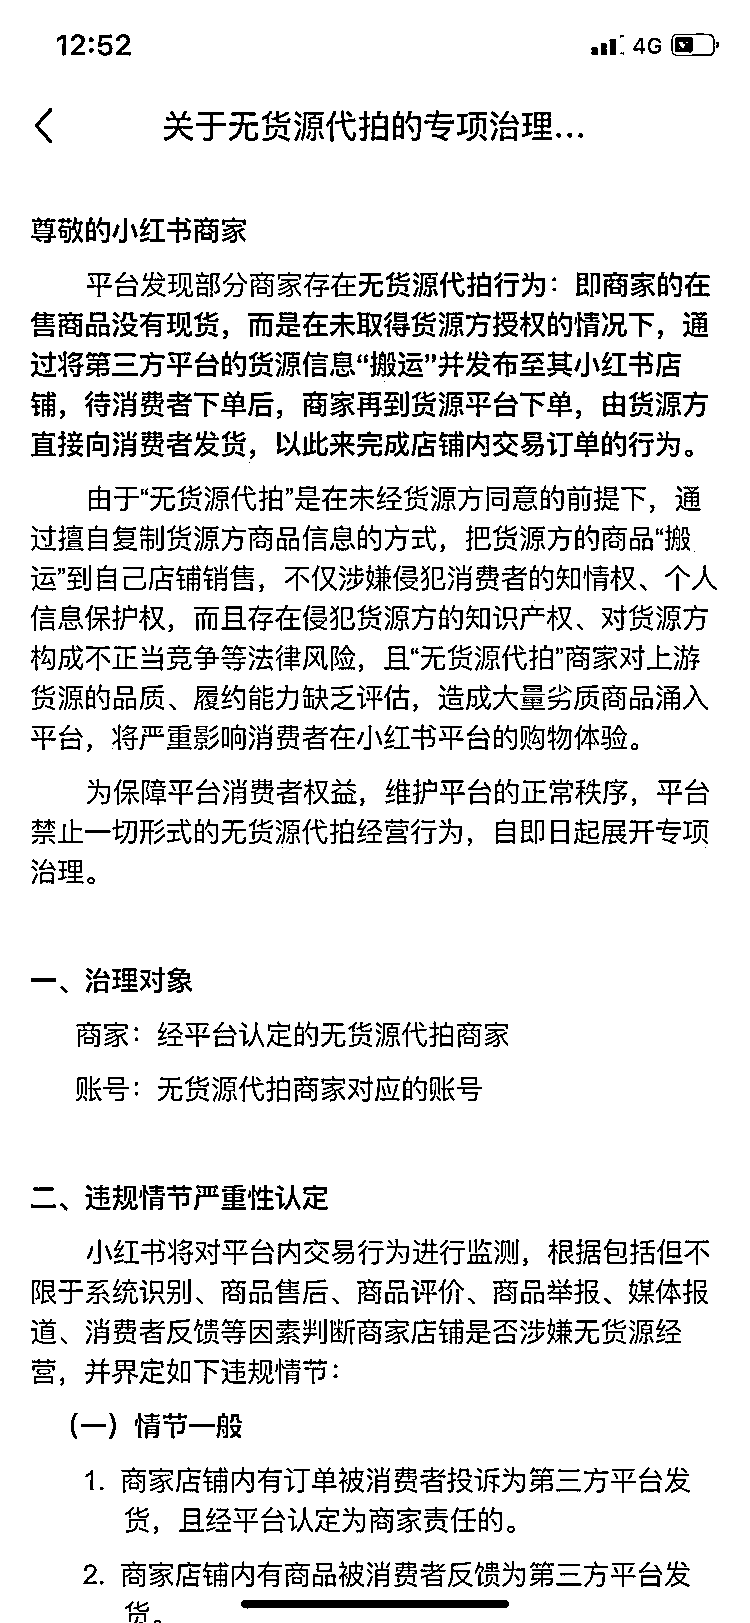 12:52
4G
关于无货源代拍的专项治理...
尊敬的小红书商家
平台发现部分商家存在无货源代拍行为：即商家的在
售商品没有现货，而是在未取得货源方授权的情况下，通
过将第三方平台的货源信息“搬运”并发布至其小红书店
铺，待消费者下单后，商家再到货源平台下单，由货源方
直接向消费者发货，以此来完成店铺内交易订单的行为。
由于“无货源代拍”是在未经货源方同意的前提下，通
过擅自复制货源方商品信息的方式，把货源方的商品“搬
运”到自己店铺销售，不仅涉嫌侵犯消费者的知情权、个人
信息保护权，而且存在侵犯货源方的知识产权、对货源方
构成不正当竞争等法律风险，且“无货源代拍”商家对上游
货源的品质、履约能力缺乏评估，造成大量劣质商品涌入
平台，将严重影响消费者在小红书平台的购物体验。
为保障平台消费者权益，维护平台的正常秩序，平台
禁止一切形式的无货源代拍经营行为，自即日起展开专项
治理。
一、治理对象
商家：经平台认定的无货源代拍商家
账号：无货源代拍商家对应的账号
二、违规情节严重性认定
小红书将对平台内交易行为进行监测，根据包括但不
限于系统识别、商品售后、商品评价、商品举报、媒体报
道、消费者反馈等因素判断商家店铺是否涉嫌无货源经
营，并界定如下违规情节：
（一）情节一般
1. 商家店铺内有订单被消费者投诉为第三方平台发
货，且经平台认定为商家责任的。
2. 商家店铺内有商品被消费者反馈为第三方平台发
货。